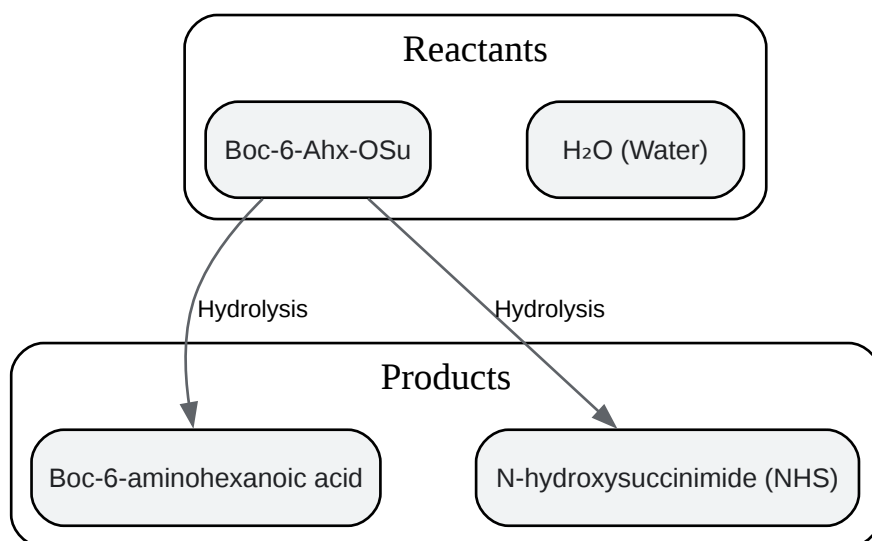 Reactants
Boc-6-Ahx-OSu
H₂O (Water)
Hydrolysis
Hydrolysis
Products
Boc-6-aminohexanoic acid
N-hydroxysuccinimide (NHS)